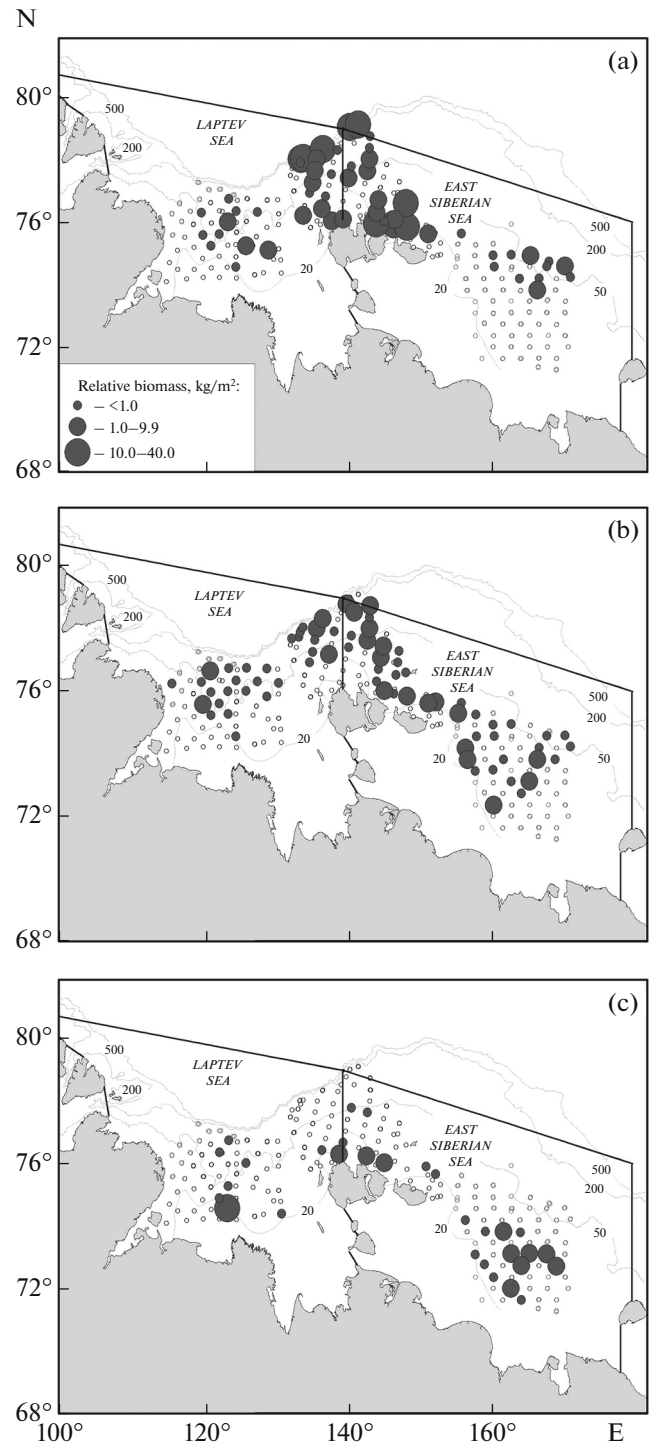 N
(a)
80°
500
LAPTEV
SEA
200
EAST
SIBERIAN
SEA
76°
500
200
20
20
50
72°
Relative biomass, kg/m²:
– <1.0
– 1.0–9.9
– 10.0–40.0
68°
(b)
80°
500
LAPTEV
SEA
200
EAST
SIBERIAN
SEA
76°
500
200
20
20
50
72°
68°
(c)
80°
500
LAPTEV
SEA
200
EAST
SIBERIAN
SEA
76°
500
200
20
20
50
72°
68°
100°
120°
140°
160°
E